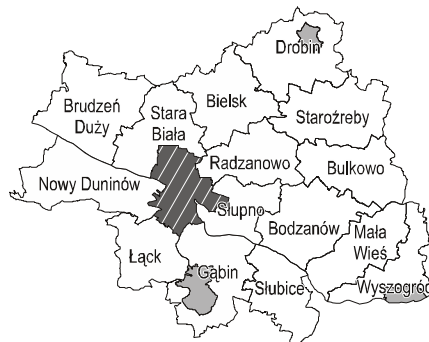 Drobin
Brudzeń
Duży
Stara
Biała
Bielsk
Staroźreby
Radzanowo
Bulkowo
Nowy Duninów
Słupno
Bodzanów
Mała
Wieś
Łąck
Gąbin
Słubice
Wyszogród